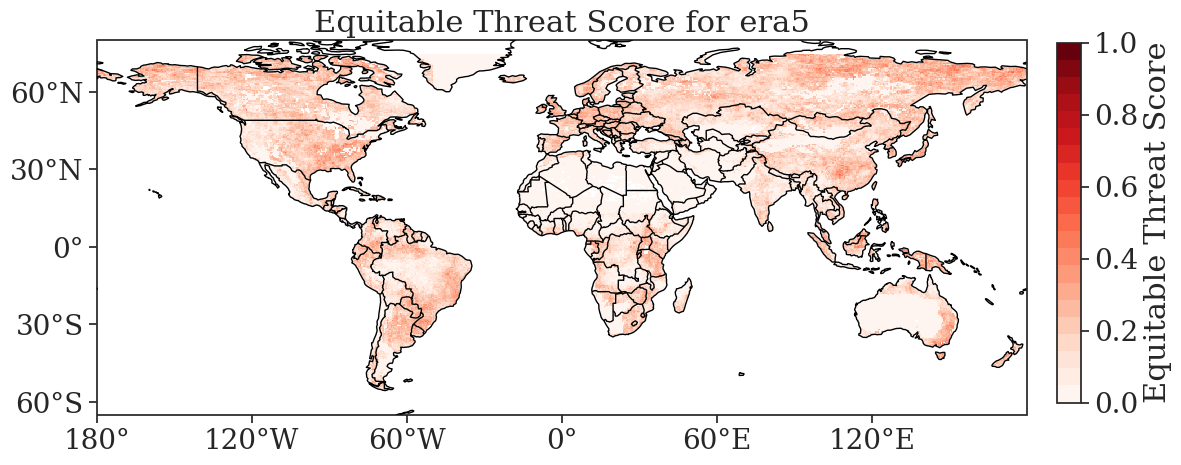 Equitable Threat Score for era5
60°N
30°N
0°
30°S
60°S
180°
120°W
60°W
0°
60°E
120°E
1.0
0.8
0.6
0.4
0.2
0.0
Equitable Threat Score